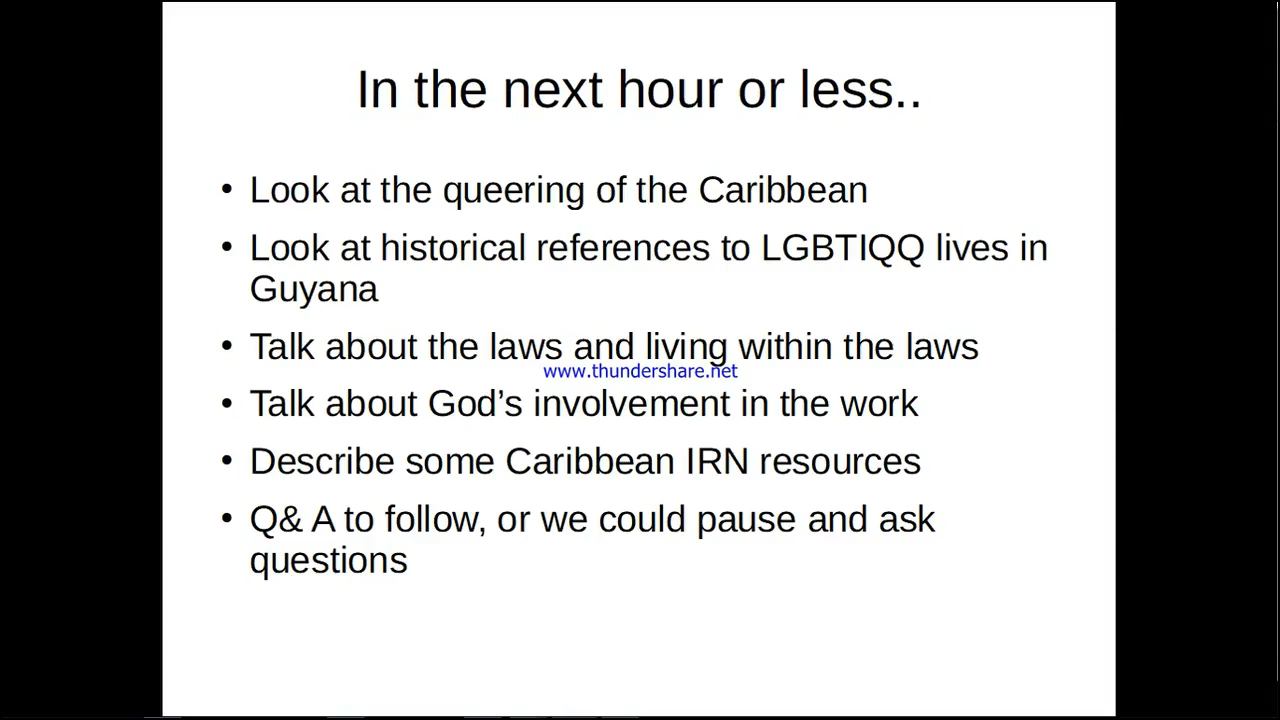 In the next hour or less..
• Look at the queering of the Caribbean
• Look at historical references to LGBTIQQ lives in
Guyana
• Talk about the laws and living within the laws
www.thundershare.net
• Talk about God’s involvement in the work
• Describe some Caribbean IRN resources
• Q& A to follow, or we could pause and ask
questions